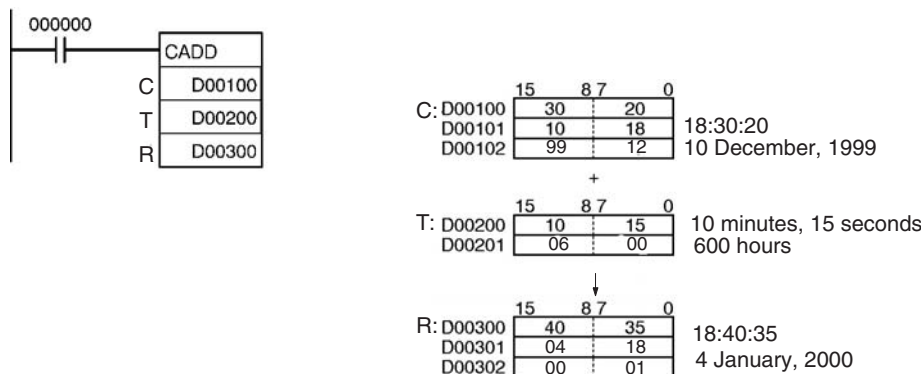 000000
CADD
C D00100
T D00200
R D00300
15 8 7 0
C: D00100 30 20
D00101 10 18
D00102 99 12
18:30:20
10 December, 1999
+
15 8 7 0
T: D00200 10 15
D00201 06 00
10 minutes, 15 seconds
600 hours
15 8 7 0
R: D00300 40 35
D00301 04 18
D00302 00 01
18:40:35
4 January, 2000